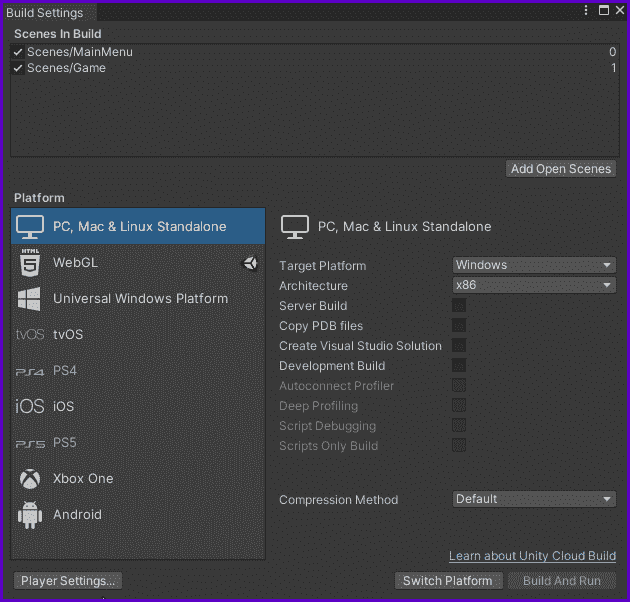 Build Settings
Scenes In Build
Scenes/MainMenu 0
Scenes/Game 1
Add Open Scenes
Platform
PC, Mac & Linux Standalone
HTML 5 WebGL
Universal Windows Platform
tvOS tvOS
PS4 PS4
iOS iOS
PS5 PS5
Xbox One
Android
PC, Mac & Linux Standalone
Target Platform Windows
Architecture x86
Server Build
Copy PDB files
Create Visual Studio Solution
Development Build
Autoconnect Profiler
Deep Profiling
Script Debugging
Scripts Only Build
Compression Method Default
Learn about Unity Cloud Build
Player Settings...
Switch Platform
Build And Run